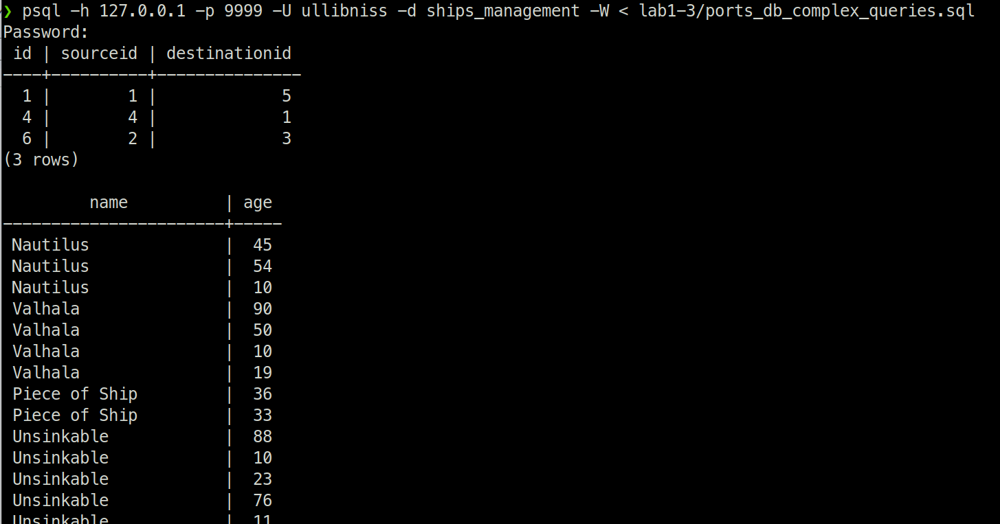 ❯ psql -h 127.0.0.1 -p 9999 -U ullibniss -d ships_management -W < lab1-3/ports_db_complex_queries.sql
Password:
 id | sourceid | destinationid
----+----------+---------------
  1 |        1 |             5
  4 |        4 |             1
  6 |        2 |             3
(3 rows)

         name          | age
-----------------------+-----
 Nautilus              |  45
 Nautilus              |  54
 Nautilus              |  10
 Valhala               |  90
 Valhala               |  50
 Valhala               |  10
 Valhala               |  19
 Piece of Ship         |  36
 Piece of Ship         |  33
 Unsinkable            |  88
 Unsinkable            |  10
 Unsinkable            |  23
 Unsinkable            |  76
 Unsinkable            |  11